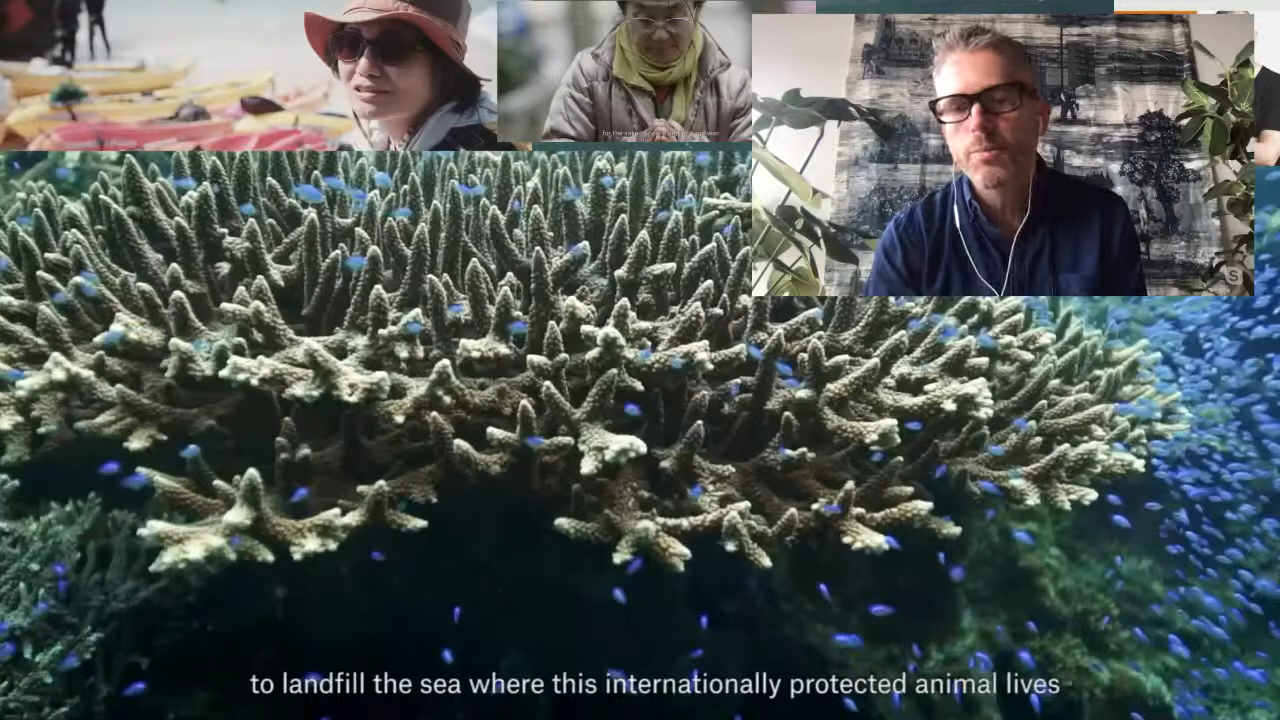 to landfill the sea where this internationally protected animal lives